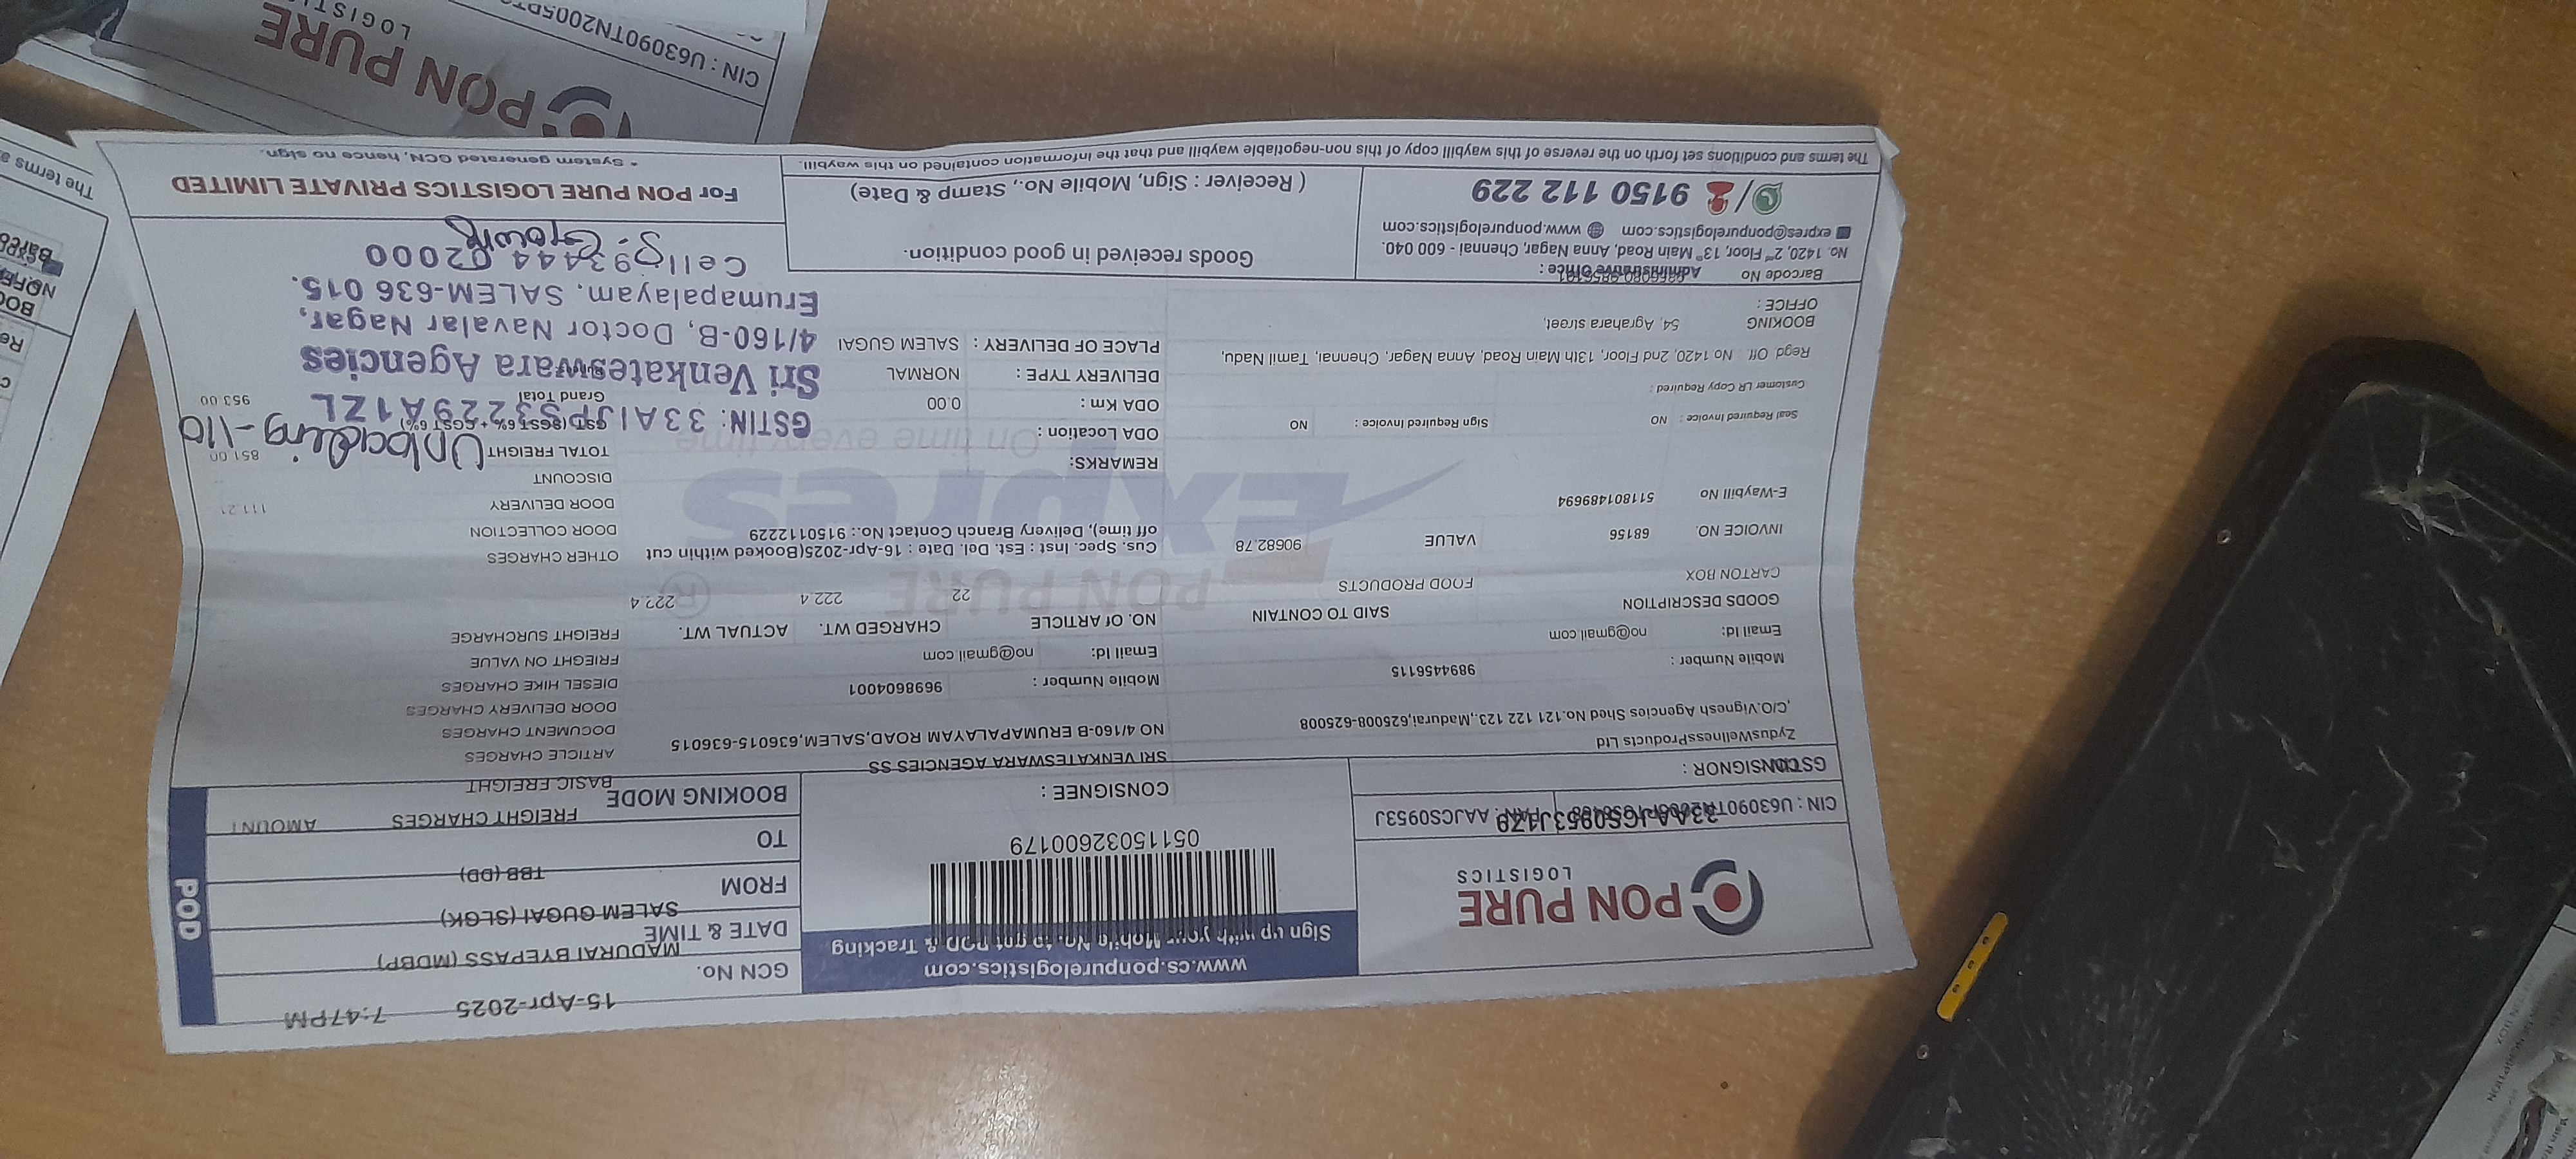 PON PURE
LOGISTICS
CIN : U63090TN2005PTC
PAN : AAJCS0953J
33AAJCS0953J1Z9
www.cs.ponpurelogistics.com
Sign up with your Mobile No. to get POD & Tracking
05115032600179
GCN No.
15-Apr-2025 7:47PM
DATE & TIME
MADURAI BYEPASS (MDBP)
FROM
SALEM GUGAI (SLGK)
TO
TBB (DD)
BOOKING MODE
POD
CONSIGNOR :
ZydusWellnessProducts Ltd
,C/O.Vignesh Agencies Shed No.121 122 123,,Madurai,625008-625008
Mobile Number : 9894456115
Email Id: no@gmail.com
CONSIGNEE :
SRI VENKATESWARA AGENCIES SS
NO 4/160-B ERUMAPALAYAM ROAD,SALEM,636015-636015
Mobile Number : 9698604001
Email Id: no@gmail.com
GOODS DESCRIPTION SAID TO CONTAIN NO. Of ARTICLE CHARGED WT. ACTUAL WT.
CARTON BOX FOOD PRODUCTS 22 222.4 222.4
INVOICE NO. 68156 VALUE 90682.78
E-Waybill No 511801489694
Cus. Spec. Inst : Est. Del. Date : 16-Apr-2025(Booked within cut
off time), Delivery Branch Contact No.: 9150112229
PON PURE
Expres
On time every time
REMARKS:
Seal Required Invoice : NO Sign Required Invoice : NO
Customer LR Copy Required :
ODA Location :
ODA Km : 0.00
DELIVERY TYPE : NORMAL
PLACE OF DELIVERY : SALEM GUGAI
Regd. Off. No 1420, 2nd Floor, 13th Main Road, Anna Nagar, Chennai, Tamil Nadu,
BOOKING
OFFICE :
54, Agrahara street,
Barcode No
FREIGHT CHARGES AMOUNT
BASIC FREIGHT
ARTICLE CHARGES
DOCUMENT CHARGES
DOOR DELIVERY CHARGES
DIESEL HIKE CHARGES
FRIEGHT ON VALUE
FREIGHT SURCHARGE
OTHER CHARGES
DOOR COLLECTION
DOOR DELIVERY 111.21
DISCOUNT
TOTAL FREIGHT 851.00
GST (SGST6% + CGST 6%)
Grand Total 953.00
Unloading - 110
GSTIN: 33AIJPS3229A1ZL
Sri Venkateswara Agencies
4/160-B, Doctor Navalar Nagar,
Erumapalayam, SALEM-636 015.
Cell: 93444 02000
Administrative Office :
No. 1420, 2nd Floor, 13th Main Road, Anna Nagar, Chennai - 600 040.
expres@ponpurelogistics.com www.ponpurelogistics.com
9150 112 229
Goods received in good condition.
( Receiver : Sign, Mobile No., Stamp & Date)
For PON PURE LOGISTICS PRIVATE LIMITED
* System generated GCN, hence no sign.
The terms and conditions set forth on the reverse of this waybill copy of this non-negotiable waybill and that the information contained on this waybill.
PON PURE
CIN : U63090TN2005PT
The terms